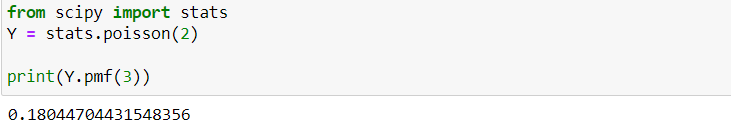 from scipy import stats
Y = stats.poisson(2)
print(Y.pmf(3))
0.18044704431548356